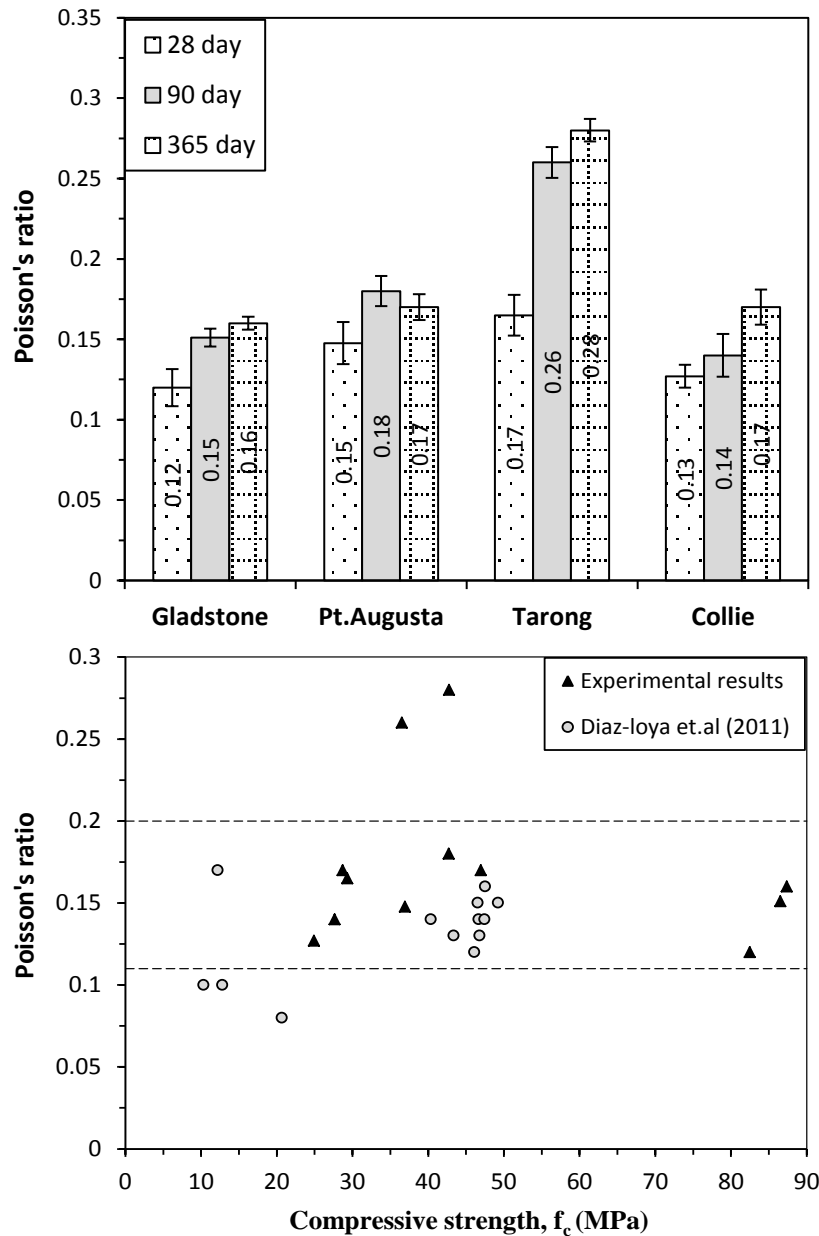 0.35
0.3
0.25
0.2
0.15
0.1
0.05
0
Poisson's ratio
28 day
90 day
365 day
0.12
0.15
0.16
0.15
0.18
0.17
0.17
0.26
0.28
0.13
0.14
0.17
Gladstone Pt.Augusta Tarong Collie
0.3
0.25
0.2
0.15
0.1
0.05
0
Poisson's ratio
Experimental results
Diaz-loya et.al (2011)
0 10 20 30 40 50 60 70 80 90
Compressive strength, fc (MPa)